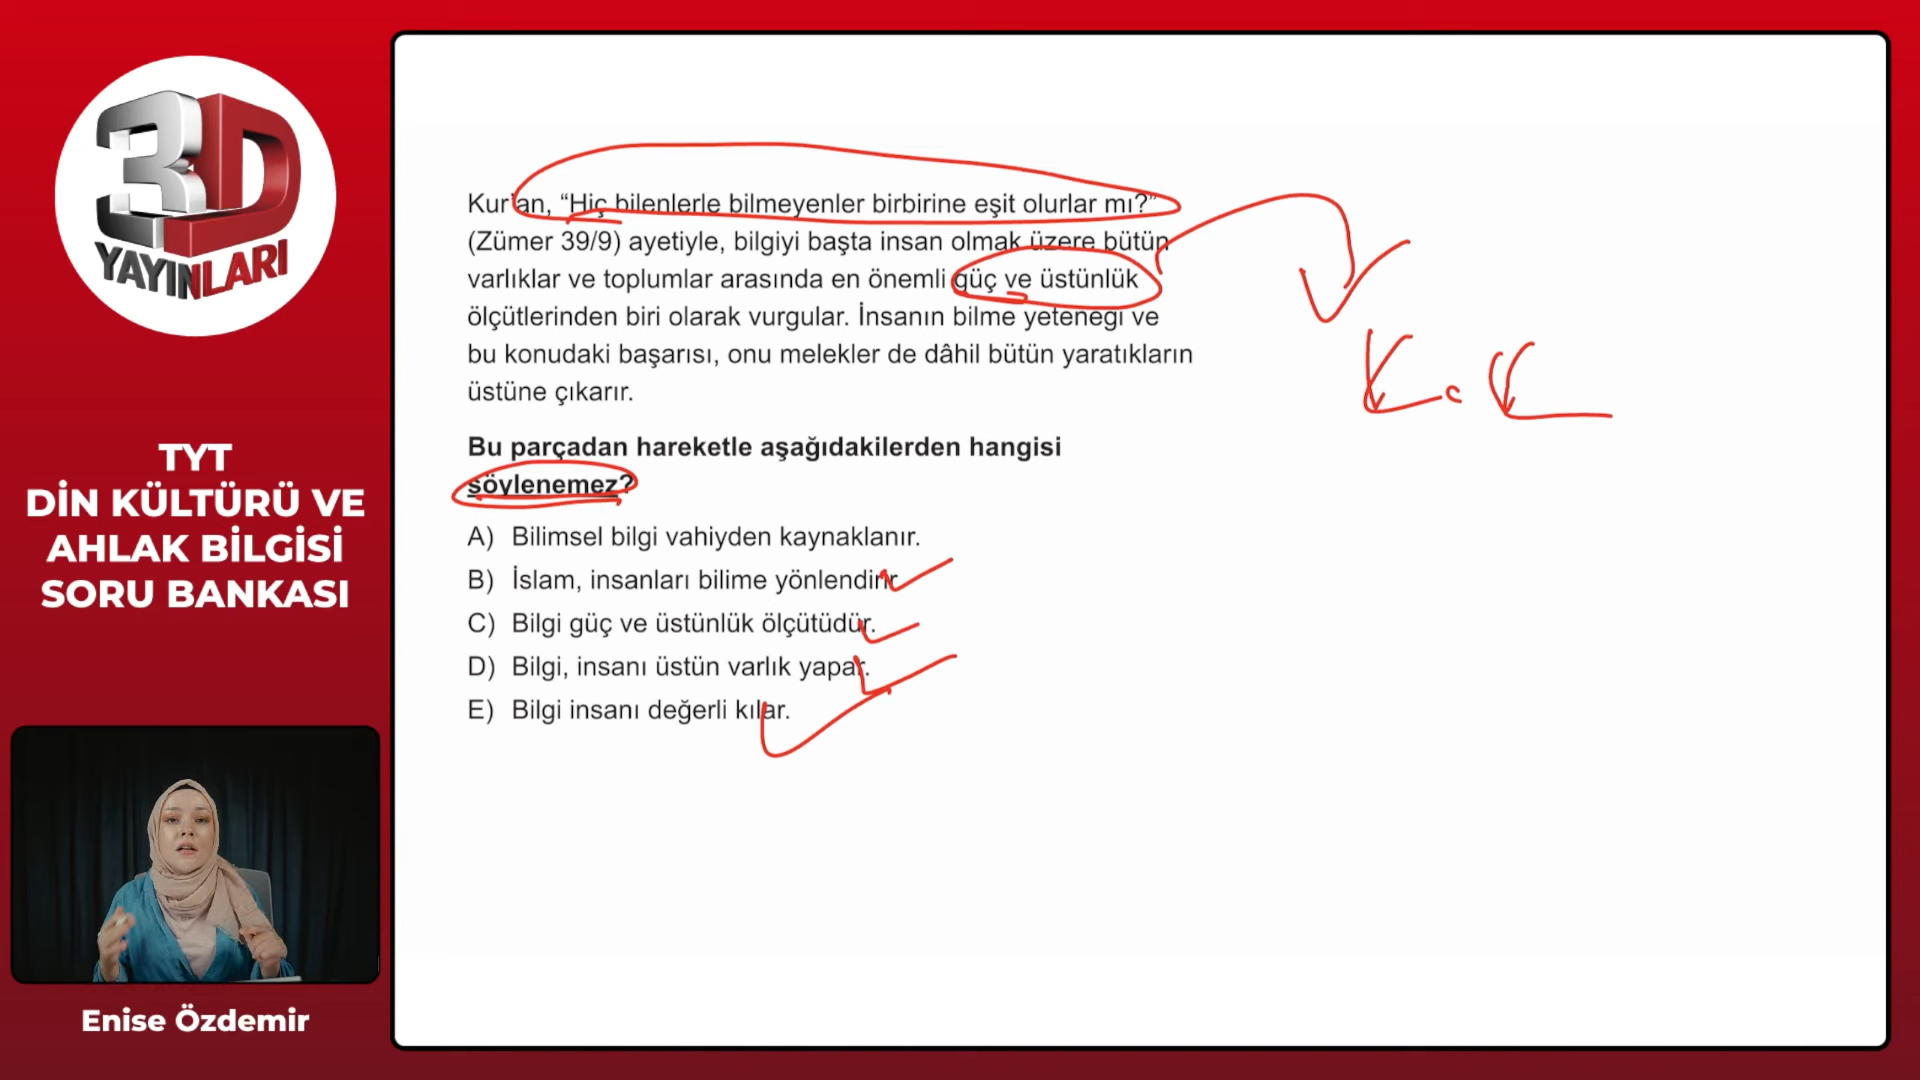 3D
YAYINLARI
TYT
DİN KÜLTÜRÜ VE
AHLAK BİLGİSİ
SORU BANKASI
Enise Özdemir
Kur'an, “Hiç bilenlerle bilmeyenler birbirine eşit olurlar mı?”
(Zümer 39/9) ayetiyle, bilgiyi başta insan olmak üzere bütün
varlıklar ve toplumlar arasında en önemli güç ve üstünlük
ölçütlerinden biri olarak vurgular. İnsanın bilme yeteneği ve
bu konudaki başarısı, onu melekler de dâhil bütün yaratıkların
üstüne çıkarır.
Bu parçadan hareketle aşağıdakilerden hangisi
söylenemez?
A) Bilimsel bilgi vahiyden kaynaklanır.
B) İslam, insanları bilime yönlendirir.
C) Bilgi güç ve üstünlük ölçütüdür.
D) Bilgi, insanı üstün varlık yapar.
E) Bilgi insanı değerli kılar.